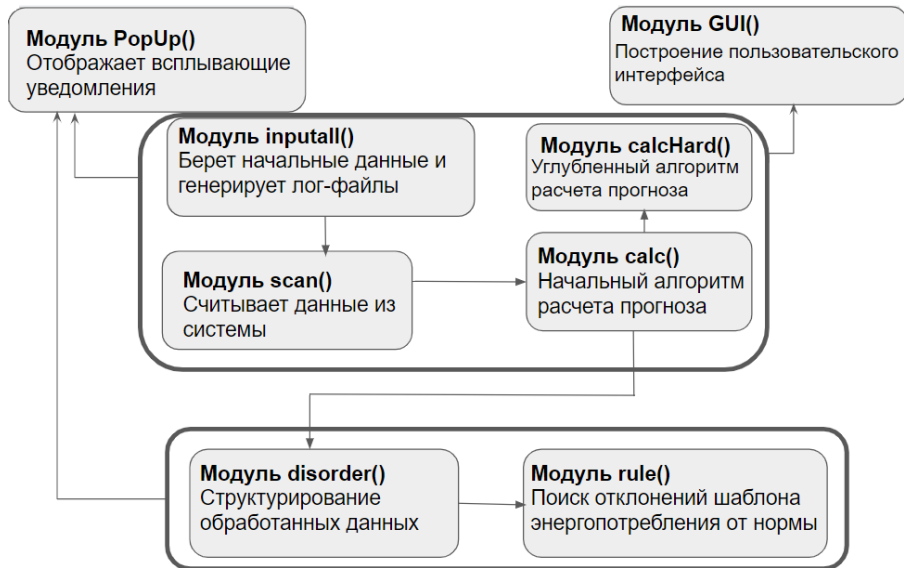 Модуль PopUp()
Отображает всплывающие
уведомления
Модуль GUI()
Построение пользовательского
интерфейса
Модуль inputall()
Берет начальные данные и
генерирует лог-файлы
Модуль calcHard()
Углубленный алгоритм
расчета прогноза
Модуль scan()
Считывает данные из
системы
Модуль calc()
Начальный алгоритм
расчета прогноза
Модуль disorder()
Структурирование
обработанных данных
Модуль rule()
Поиск отклонений шаблона
энергопотребления от нормы